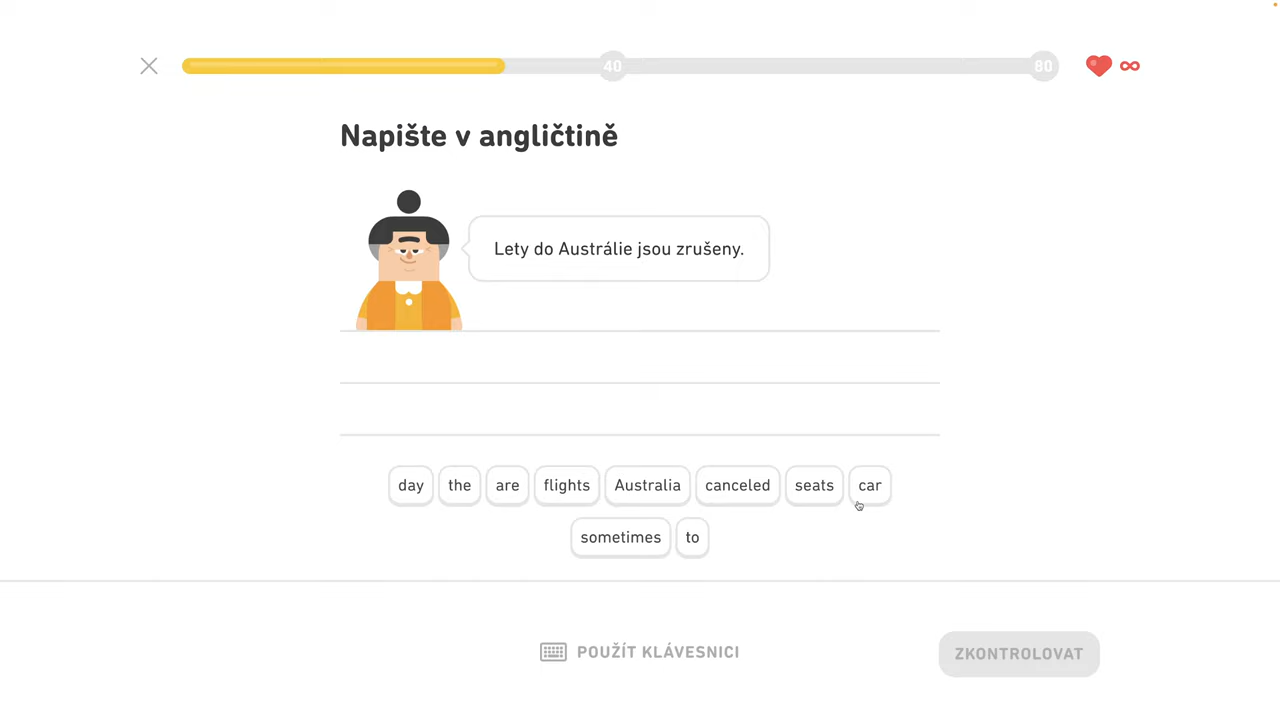 40 80 ∞
Napište v angličtině
Lety do Austrálie jsou zrušeny.
day the are flights Australia canceled seats car
sometimes to
POUŽÍT KLÁVESNICI ZKONTROLOVAT